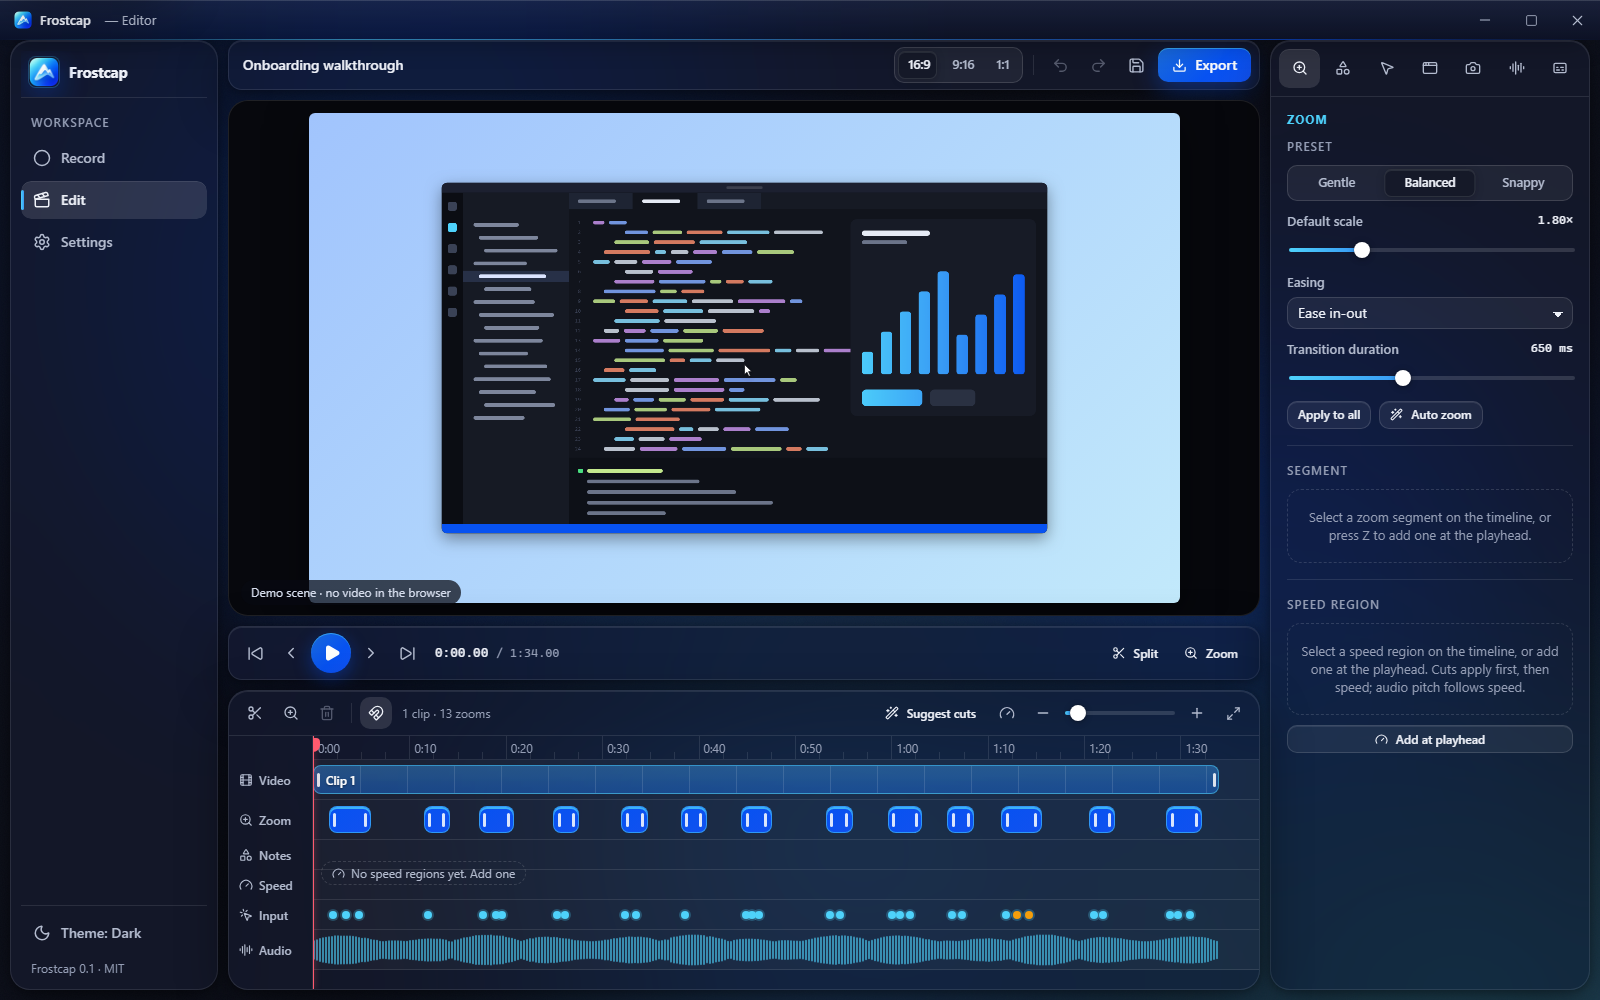 Frostcap — Editor
Frostcap
WORKSPACE
Record
Edit
Settings
Theme: Dark
Frostcap 0.1 · MIT
Onboarding walkthrough
16:9 9:16 1:1
Export
Demo scene · no video in the browser
0:00.00 / 1:34.00
Split Zoom
1 clip · 13 zooms
Suggest cuts
0:00 0:10 0:20 0:30 0:40 0:50 1:00 1:10 1:20 1:30
Video Clip 1
Zoom
Notes
No speed regions yet. Add one
Speed
Input
Audio
ZOOM
PRESET
Gentle Balanced Snappy
Default scale 1.80×
Easing
Ease in-out
Transition duration 650 ms
Apply to all Auto zoom
SEGMENT
Select a zoom segment on the timeline, or
press Z to add one at the playhead.
SPEED REGION
Select a speed region on the timeline, or add
one at the playhead. Cuts apply first, then
speed; audio pitch follows speed.
Add at playhead